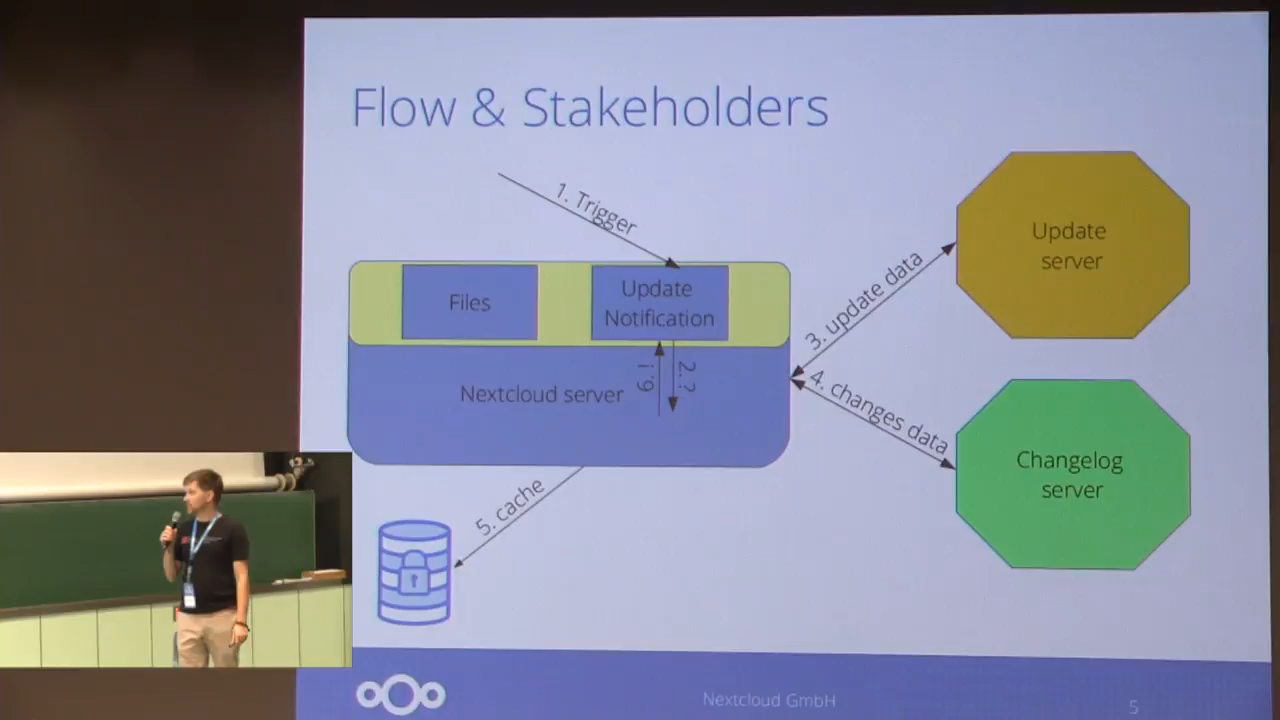 Flow & Stakeholders
1. Trigger
Files
Update
Notification
Nextcloud server
2. ?
6. !
3. update data
4. changes data
Update
server
Changelog
server
5. cache
Nextcloud GmbH
5